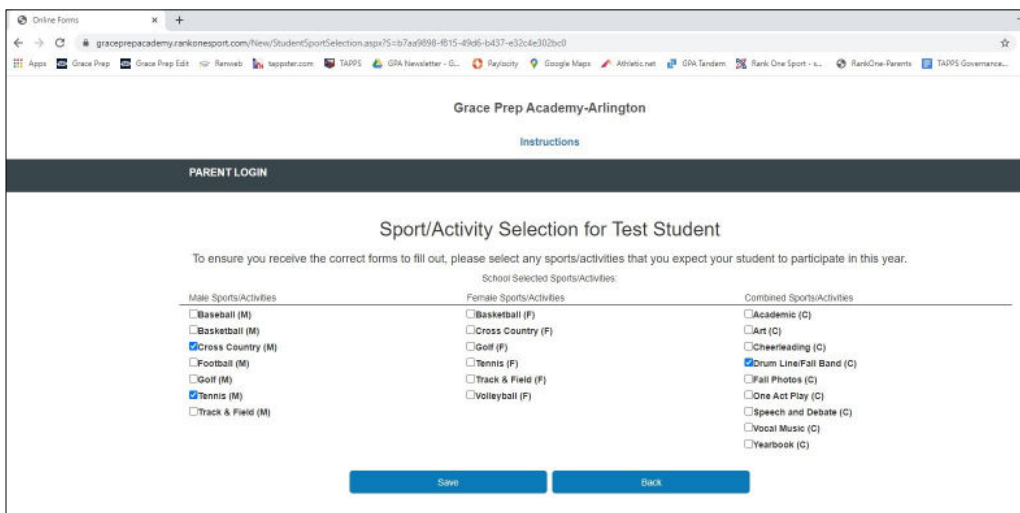 Online Forms
graceprepacademy.rankonesport.com/New/StudentSportSelection.aspx?S=b7aa9898-f815-49d6-b437-e32c4e302bc0
Apps Grace Prep Grace Prep Edit Renweb tappster.com TAPPS GPA Newsletter - G... Paylocity Google Maps Athletic.net GPA Tandem Rank One Sport - s... RankOne-Parents TAPPS Governance...
Grace Prep Academy-Arlington
Instructions
PARENT LOGIN
Sport/Activity Selection for Test Student
To ensure you receive the correct forms to fill out, please select any sports/activities that you expect your student to participate in this year.
School Selected Sports/Activities:
Male Sports/Activities
Baseball (M)
Basketball (M)
Cross Country (M)
Football (M)
Golf (M)
Tennis (M)
Track & Field (M)
Female Sports/Activities
Basketball (F)
Cross Country (F)
Golf (F)
Tennis (F)
Track & Field (F)
Volleyball (F)
Combined Sports/Activities
Academic (C)
Art (C)
Cheerleading (C)
Drum Line/Fall Band (C)
Fall Photos (C)
One Act Play (C)
Speech and Debate (C)
Vocal Music (C)
Yearbook (C)
Save
Back